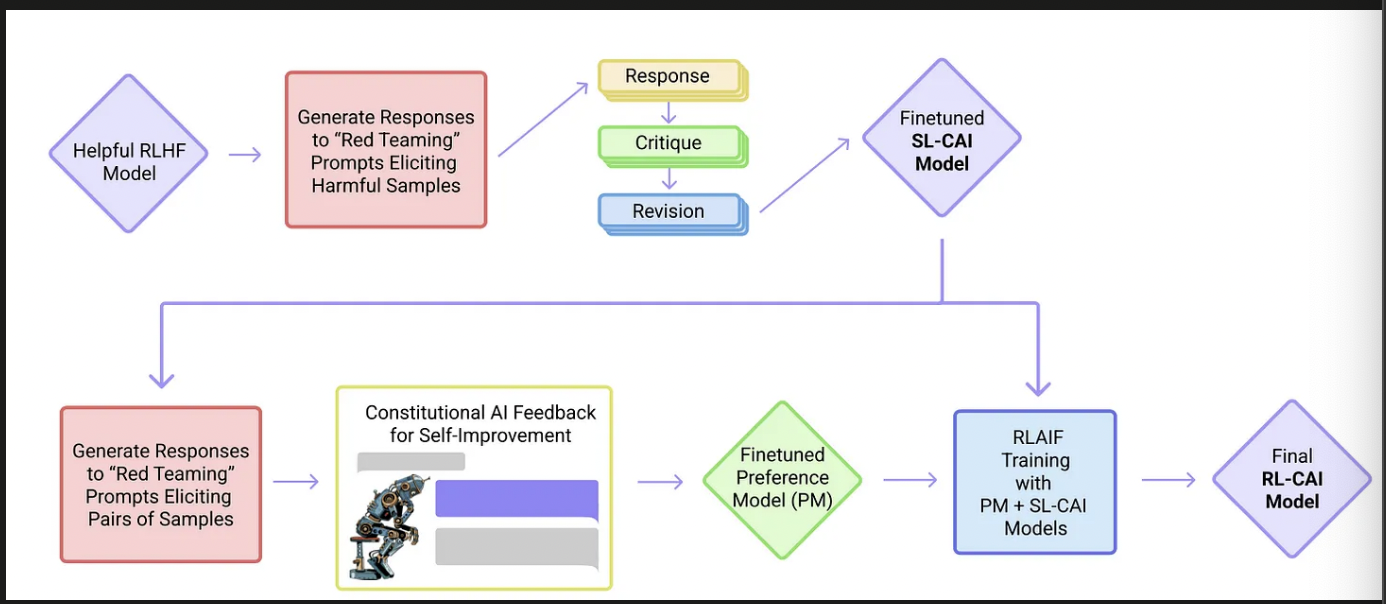 Helpful RLHF
Model
Generate Responses
to “Red Teaming”
Prompts Eliciting
Harmful Samples
Response
Critique
Revision
Finetuned
SL-CAI
Model
Generate Responses
to “Red Teaming”
Prompts Eliciting
Pairs of Samples
Constitutional AI Feedback
for Self-Improvement
Finetuned
Preference
Model (PM)
RLAIF
Training
with
PM + SL-CAI
Models
Final
RL-CAI
Model